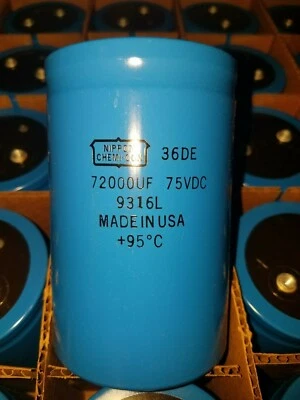 NIPPON
CHEMI-CON
36DE
72000UF 75VDC
9316L
MADE IN USA
+95°C